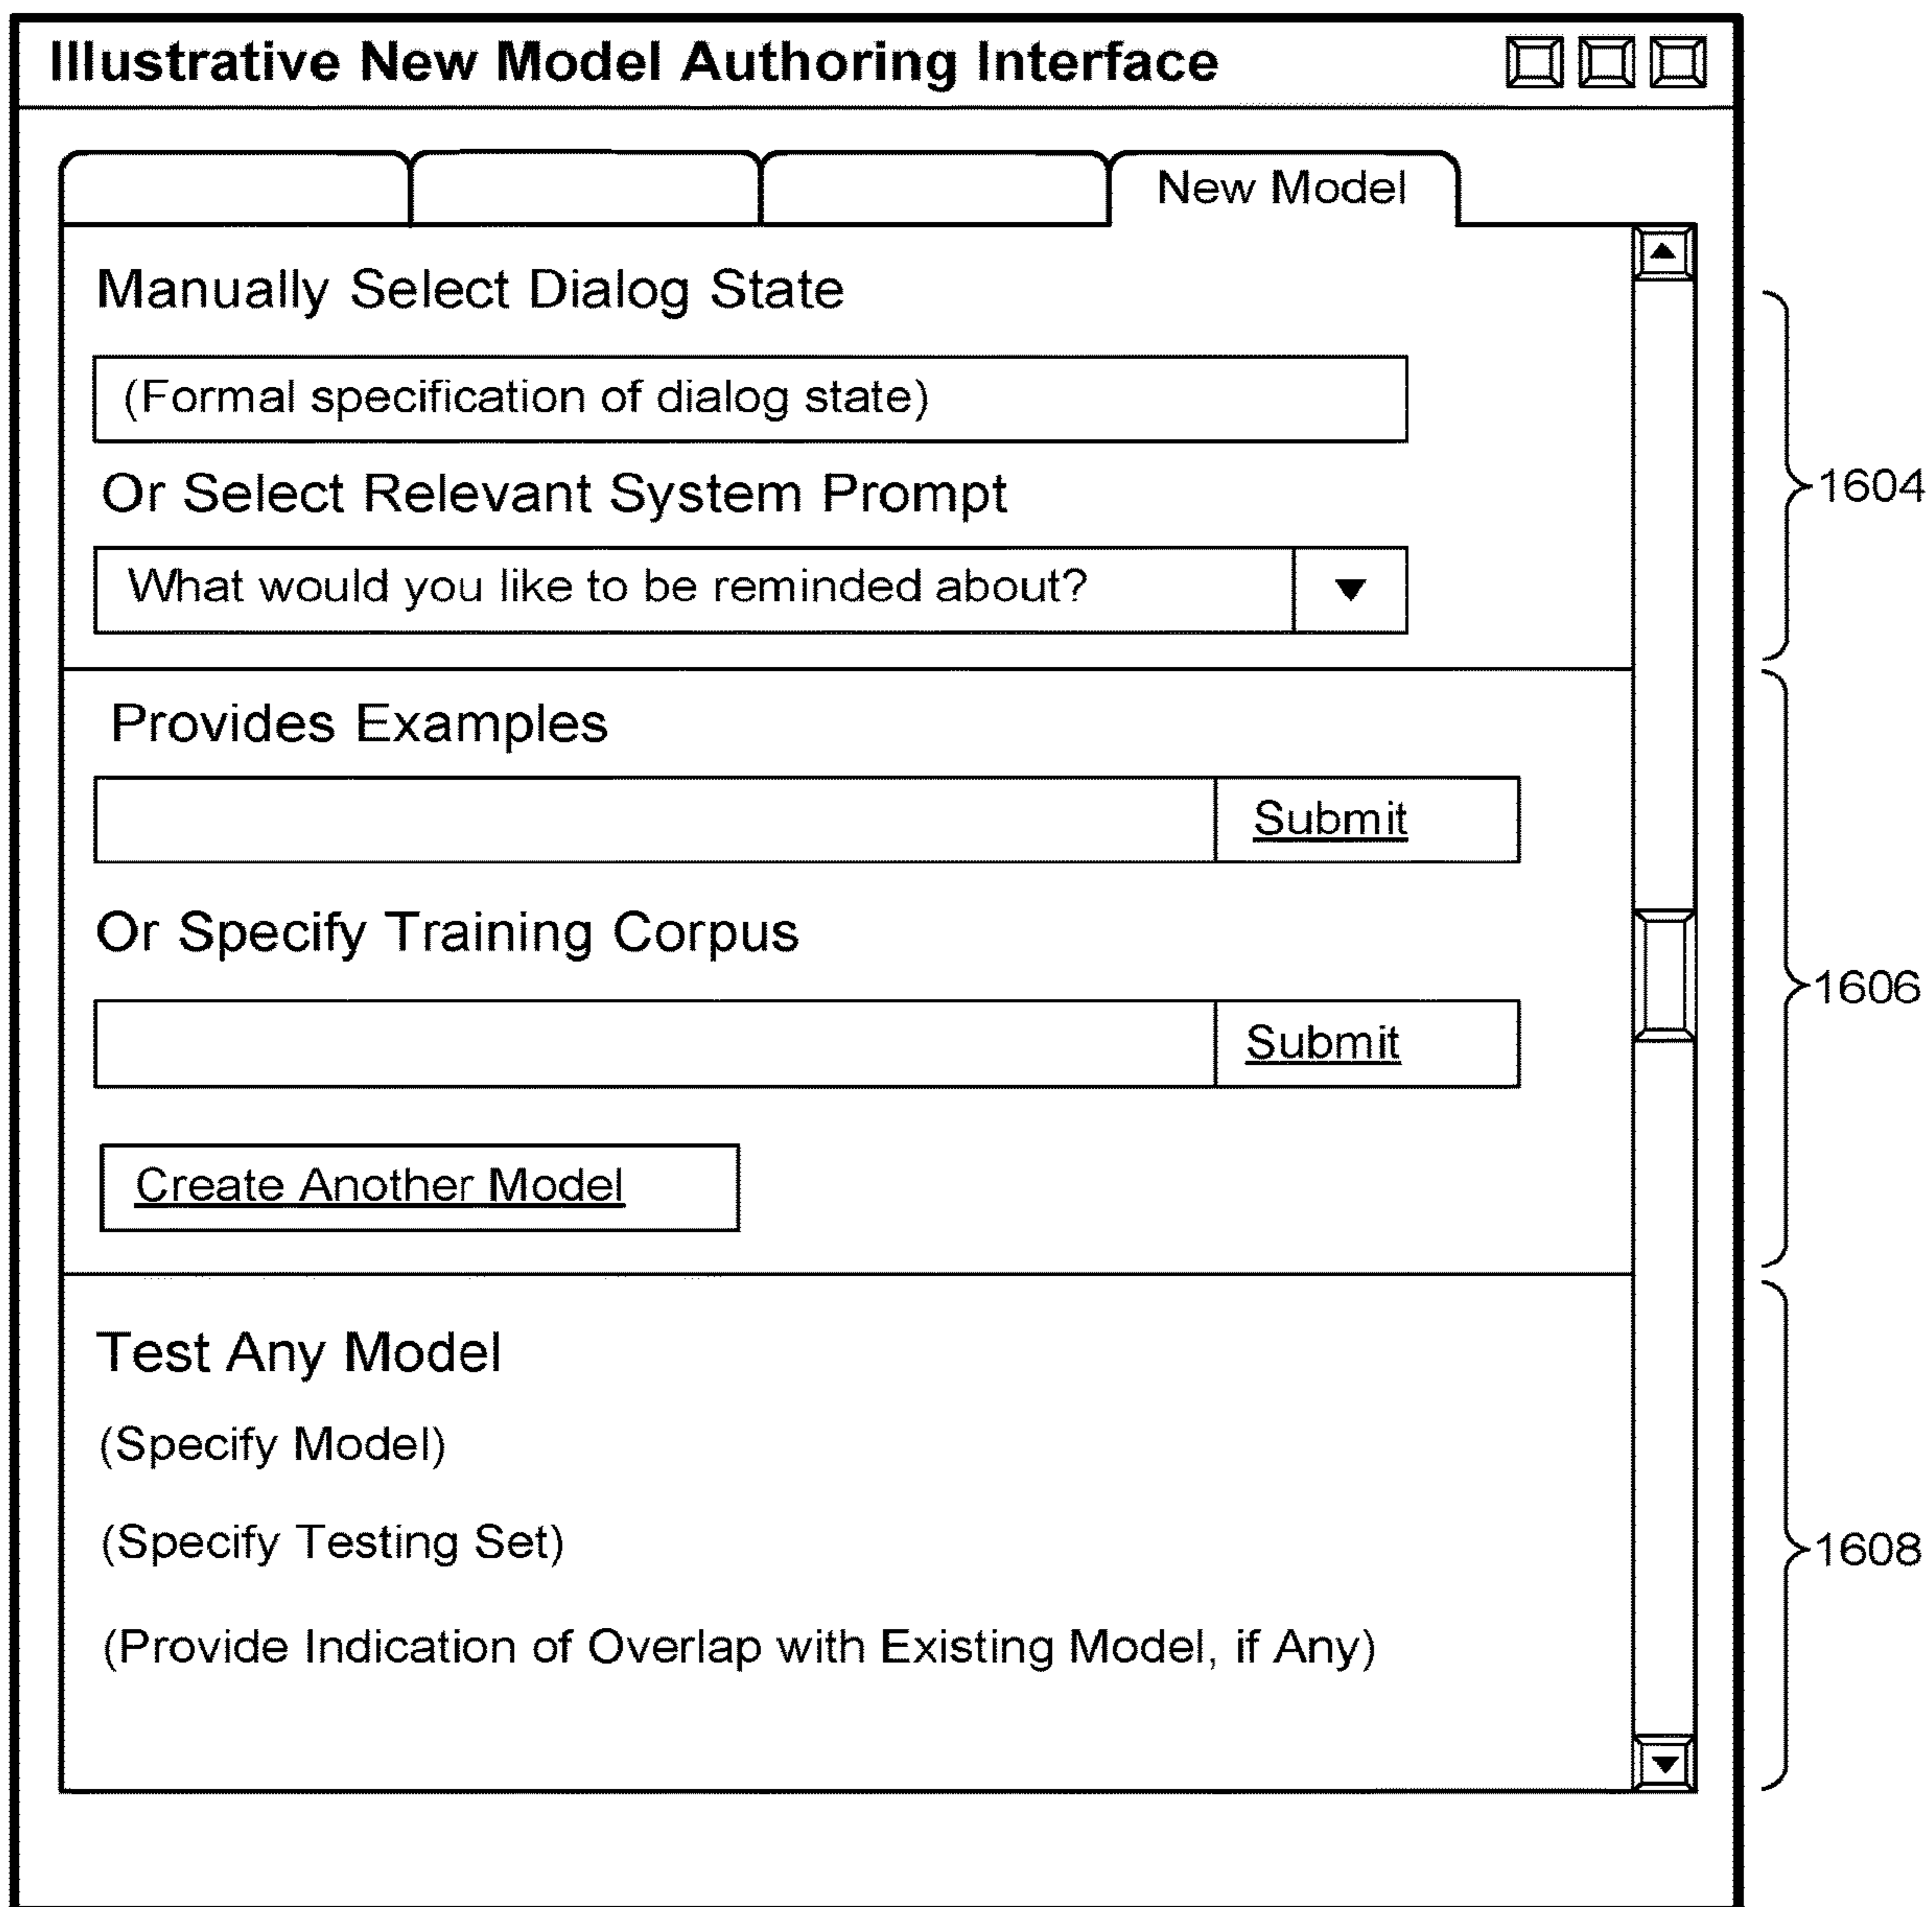 Illustrative New Model Authoring Interface
New Model
Manually Select Dialog State
(Formal specification of dialog state)
Or Select Relevant System Prompt
What would you like to be reminded about?
1604
Provides Examples
Submit
Or Specify Training Corpus
1606
Submit
Create Another Model
Test Any Model
(Specify Model)
(Specify Testing Set)
1608
(Provide Indication of Overlap with Existing Model, if Any)